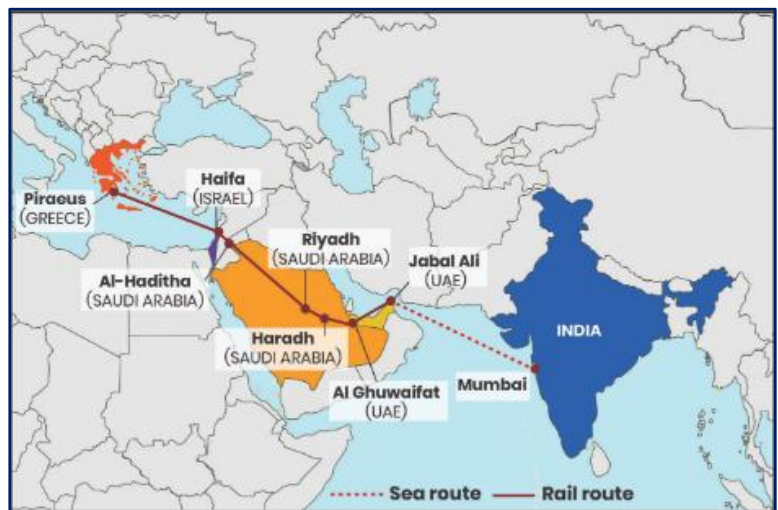 Haifa
(ISRAEL)
Piraeus
(GREECE)
Riyadh
(SAUDI ARABIA)
Jabal Ali
(UAE)
Al-Haditha
(SAUDI ARABIA)
Haradh
(SAUDI ARABIA)
INDIA
Al Ghuwaifat
(UAE)
Mumbai
Sea route
Rail route